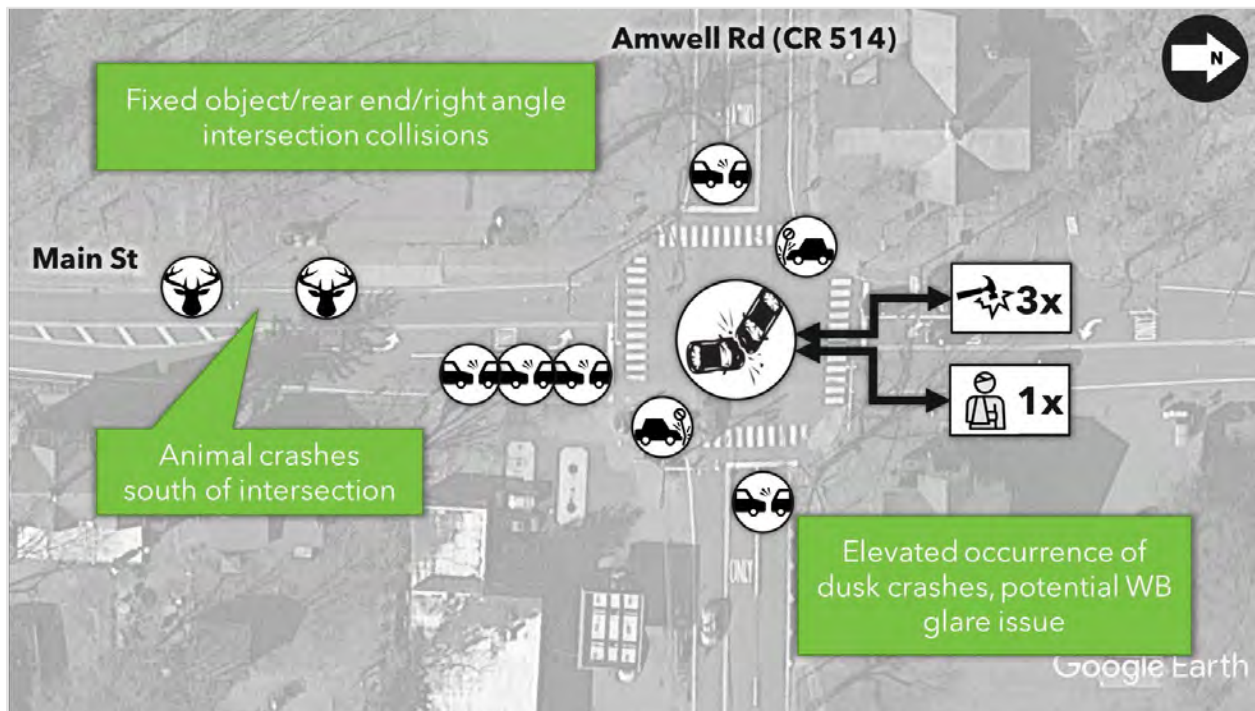 Amwell Rd (CR 514)
N
Fixed object/rear end/right angle
intersection collisions
Main St
3x
ONLY
1x
Animal crashes
south of intersection
ONLY
Elevated occurrence of
dusk crashes, potential WB
glare issue
Google Earth